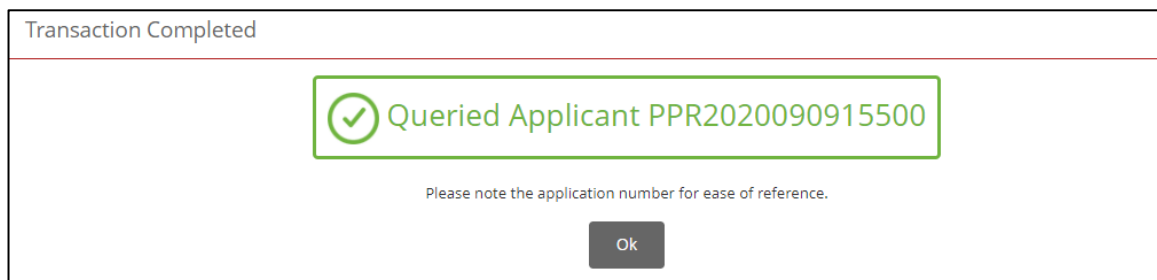 Transaction Completed
Queried Applicant PPR2020090915500
Please note the application number for ease of reference.
Ok